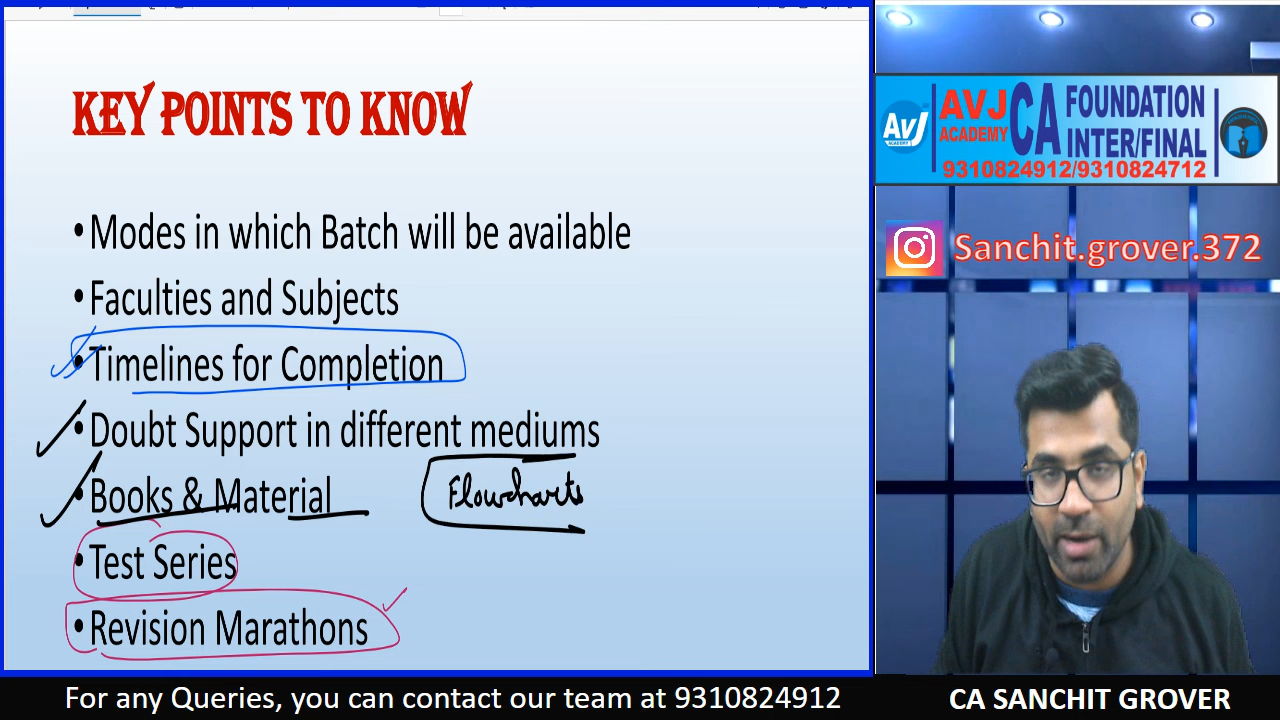 KEY POINTS TO KNOW
•Modes in which Batch will be available
•Faculties and Subjects
•Timelines for Completion
•Doubt Support in different mediums
•Books & Material
Flowcharts
•Test Series
•Revision Marathons
AVJ
ACADEMY
AVJ
ACADEMY
CA
FOUNDATION
INTER/FINAL
9310824912/9310824712
Sanchit.grover.372
For any Queries, you can contact our team at 9310824912
CA SANCHIT GROVER